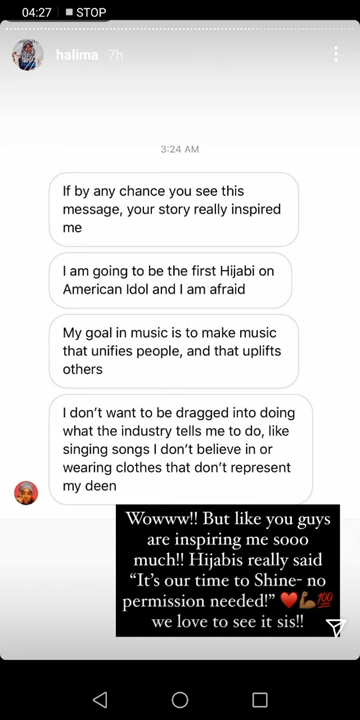 04:27 STOP
halima 7h
3:24 AM
If by any chance you see this
message, your story really inspired
me
I am going to be the first Hijabi on
American Idol and I am afraid
My goal in music is to make music
that unifies people, and that uplifts
others
I don't want to be dragged into doing
what the industry tells me to do, like
singing songs I don't believe in or
wearing clothes that don't represent
my deen
Wowww!! But like you guys
are inspiring me sooo
much!! Hijabis really said
“It's our time to Shine- no
permission needed!” ❤️💪🏾💯
we love to see it sis!!